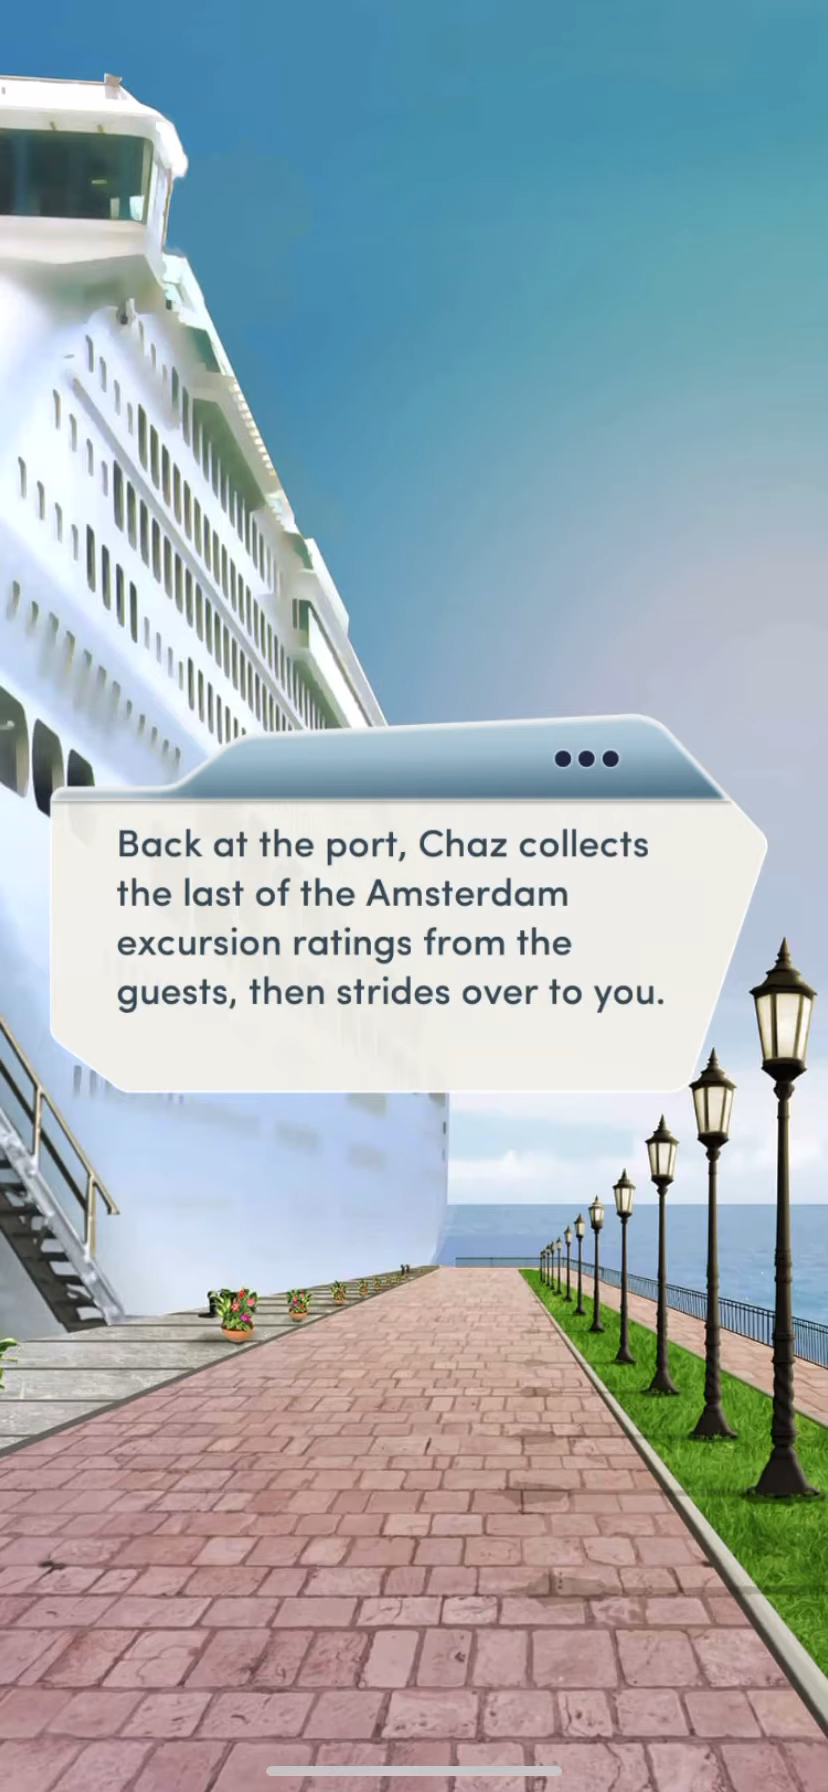 Back at the port, Chaz collects
the last of the Amsterdam
excursion ratings from the
guests, then strides over to you.